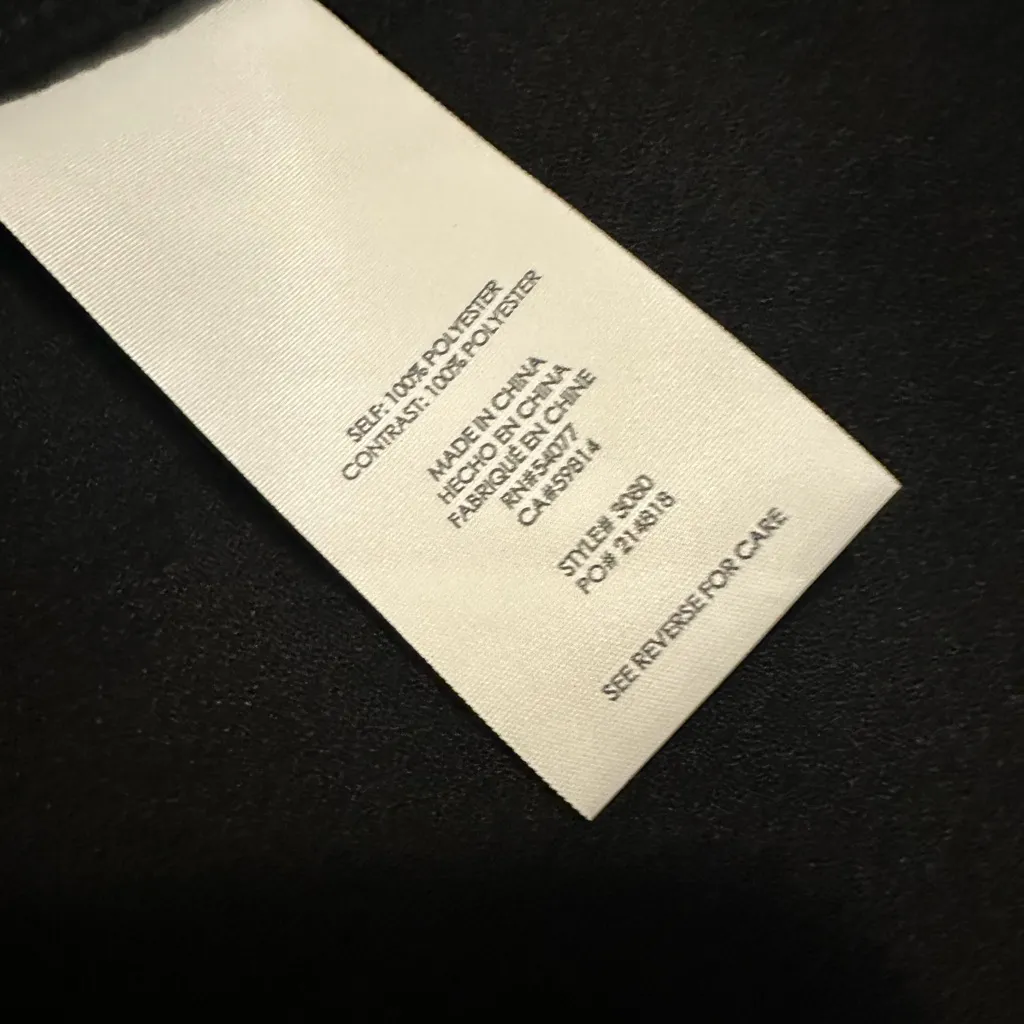 SELF: 100% POLYESTER
CONTRAST: 100% POLYESTER
MADE IN CHINA
HECHO EN CHINA
FABRIQUÉ EN CHINE
RN#54077
CA#59814
STYLE# 3080
PO# 214818
SEE REVERSE FOR CARE